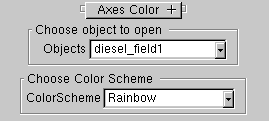 Axes Color +
Choose object to open
Objects diesel_field1
Choose Color Scheme
ColorScheme Rainbow